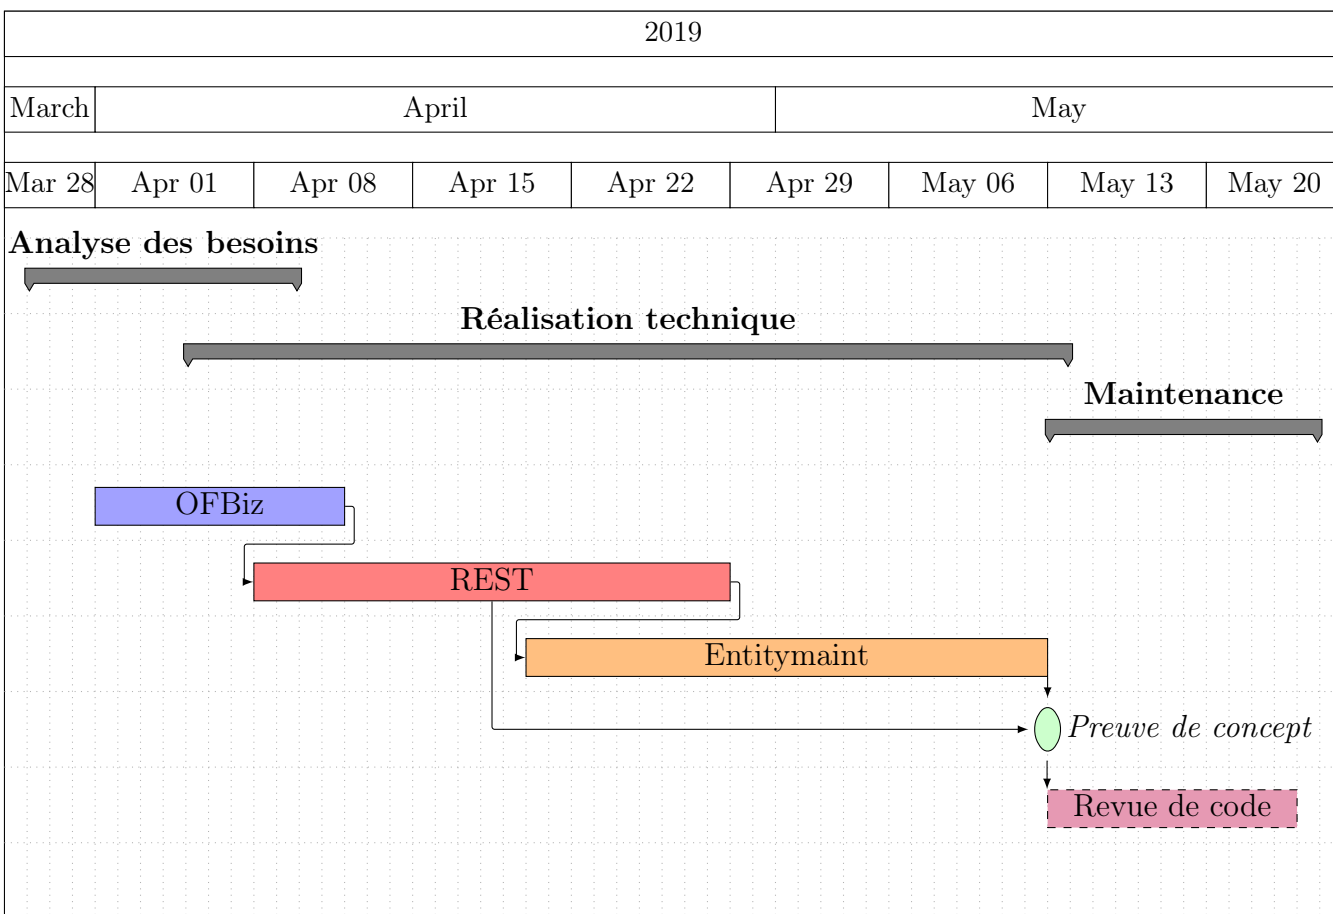 2019
March April May
Mar 28 Apr 01 Apr 08 Apr 15 Apr 22 Apr 29 May 06 May 13 May 20
Analyse des besoins
Réalisation technique
Maintenance
OFBiz
REST
Entitymaint
Preuve de concept
Revue de code